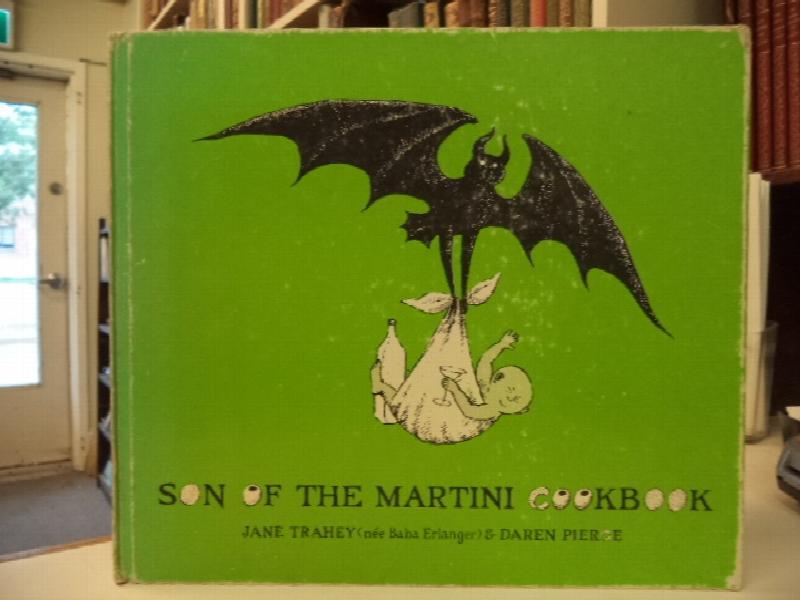 SON OF THE MARTINI COOKBOOK
JANE TRAHEY (née Baba Erlanger) & DAREN PIERCE